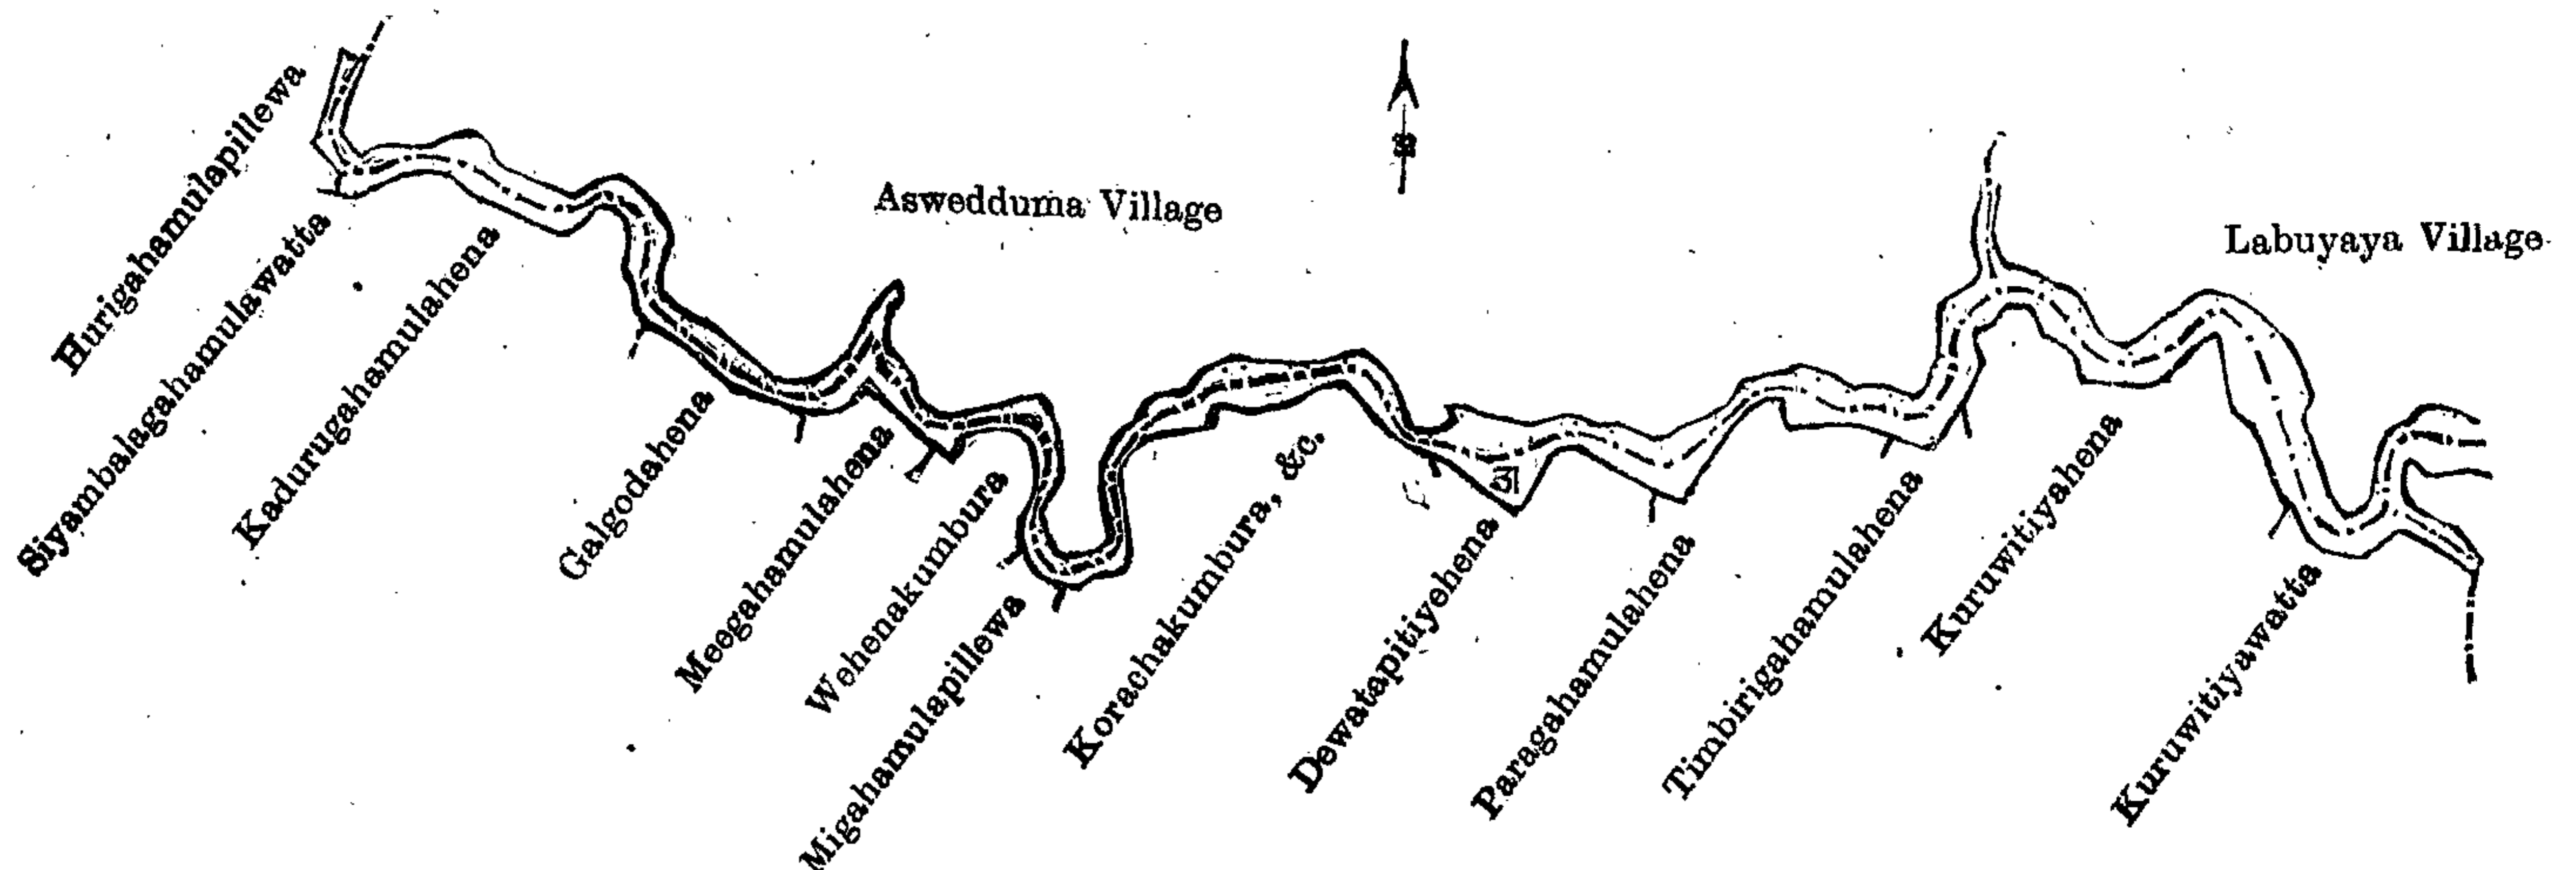 Aswedduma Village
Labuyaya Village
Hurigahamulapillewa
Siyambalagahamulawatta
Kadurugahamulahena
Galgodahena
Meegahamulahena
Wehenakumbura
Migahamulapillewa
Korachakumbura, &c.
Dewatapitiyehena
Paragahamulahena
Timbirigahamulahena
Kuruwitiyahena
Kuruwitiyawatta